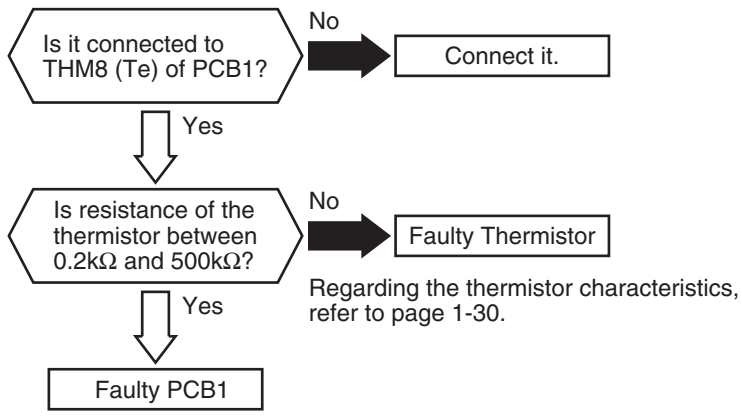 Is it connected to
THM8 (Te) of PCB1?
No
Connect it.
Yes
Is resistance of the
thermistor between
0.2kΩ and 500kΩ?
No
Faulty Thermistor
Regarding the thermistor characteristics,
refer to page 1-30.
Yes
Faulty PCB1